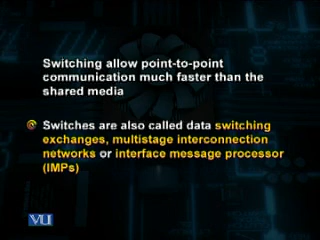 Switching allow point-to-point
communication much faster than the
shared media
Switches are also called data switching
exchanges, multistage interconnection
networks or interface message processor
(IMPs)
VU